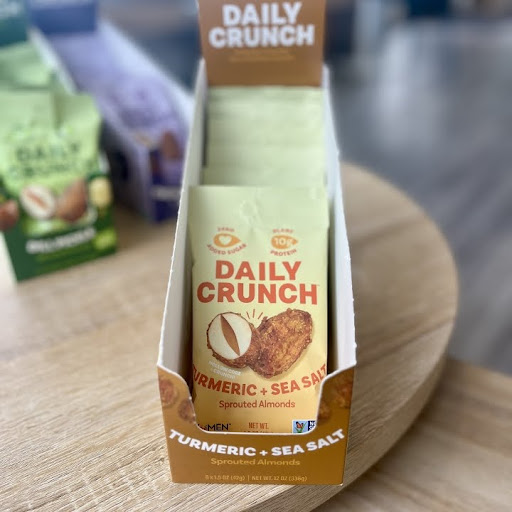 DAILY
CRUNCH
ADDED SUGAR
PLANT
10g
PROTEIN
DAILY
CRUNCH
TURMERIC + SEA SALT
Sprouted Almonds
NET WT.
TURMERIC + SEA SALT
Sprouted Almonds
DAILY
CRUNCH